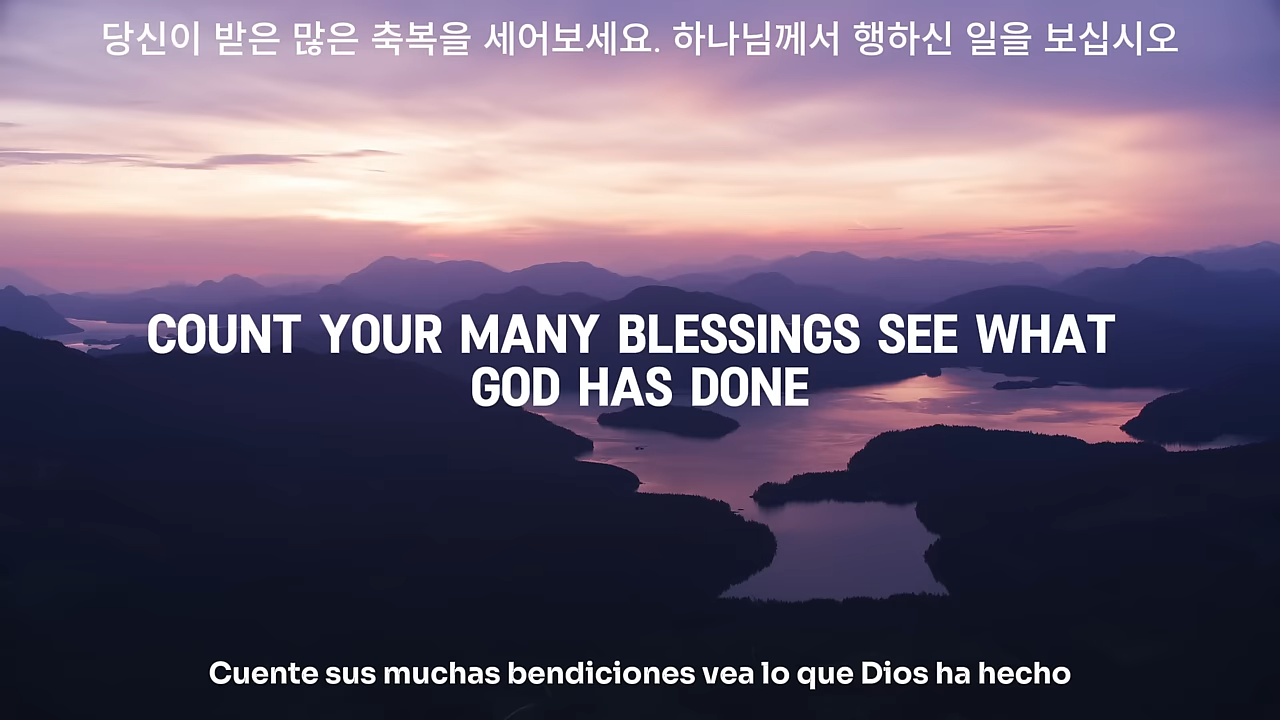 당신이 받은 많은 축복을 세어보세요. 하나님께서 행하신 일을 보십시오
COUNT YOUR MANY BLESSINGS SEE WHAT
GOD HAS DONE
Cuente sus muchas bendiciones vea lo que Dios ha hecho